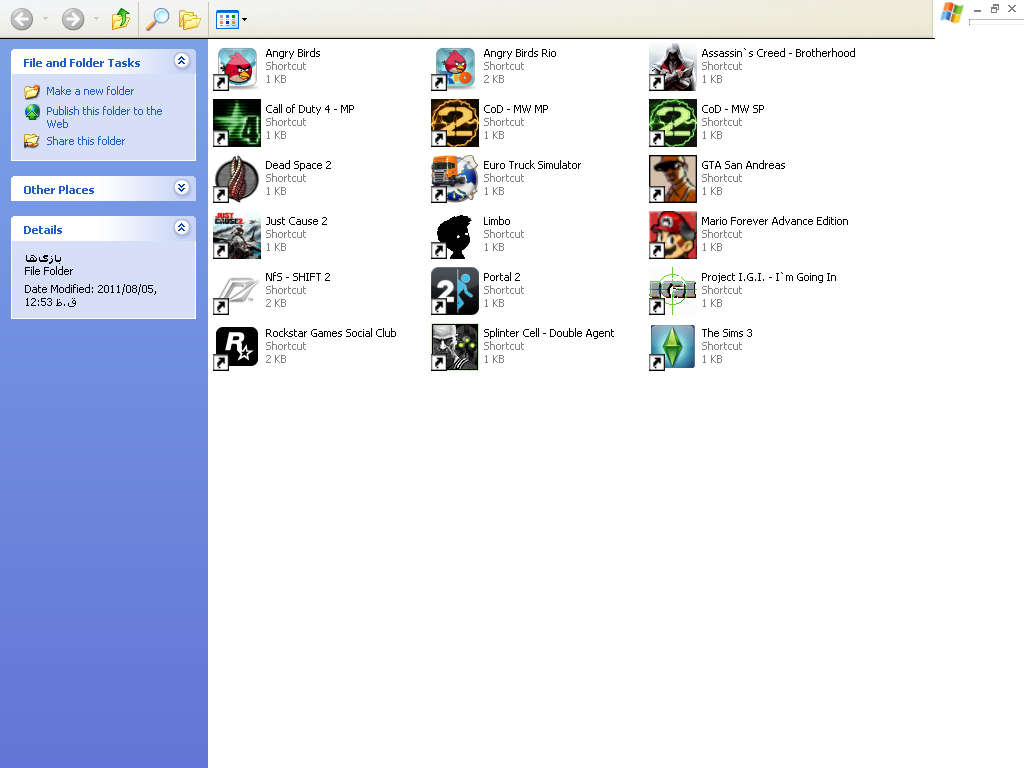 File and Folder Tasks
Make a new folder
Publish this folder to the
Web
Share this folder
Other Places
Details
بازی‌ها
File Folder
Date Modified: 2011/08/05,
12:53 ق.ظ
Angry Birds
Shortcut
1 KB
Angry Birds Rio
Shortcut
2 KB
Assassin`s Creed - Brotherhood
Shortcut
1 KB
Call of Duty 4 - MP
Shortcut
1 KB
CoD - MW MP
Shortcut
1 KB
CoD - MW SP
Shortcut
1 KB
Dead Space 2
Shortcut
1 KB
Euro Truck Simulator
Shortcut
1 KB
GTA San Andreas
Shortcut
1 KB
JUST
CAUSE 2
Just Cause 2
Shortcut
1 KB
Limbo
Shortcut
1 KB
Mario Forever Advance Edition
Shortcut
1 KB
NfS - SHIFT 2
Shortcut
2 KB
2
Portal 2
Shortcut
1 KB
Project I.G.I. - I`m Going In
Shortcut
1 KB
R
Rockstar Games Social Club
Shortcut
2 KB
Splinter Cell - Double Agent
Shortcut
1 KB
The Sims 3
Shortcut
1 KB